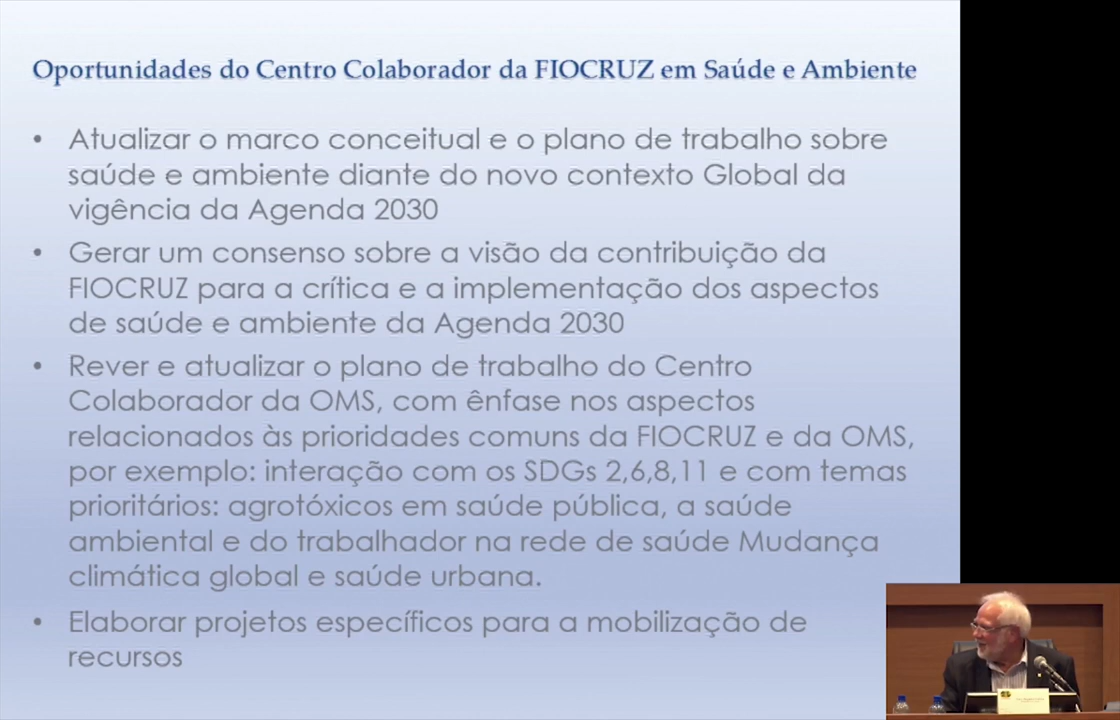 Oportunidades do Centro Colaborador da FIOCRUZ em Saúde e Ambiente
• Atualizar o marco conceitual e o plano de trabalho sobre
saúde e ambiente diante do novo contexto Global da
vigência da Agenda 2030
• Gerar um consenso sobre a visão da contribuição da
FIOCRUZ para a crítica e a implementação dos aspectos
de saúde e ambiente da Agenda 2030
• Rever e atualizar o plano de trabalho do Centro
Colaborador da OMS, com ênfase nos aspectos
relacionados às prioridades comuns da FIOCRUZ e da OMS,
por exemplo: interação com os SDGs 2,6,8,11 e com temas
prioritários: agrotóxicos em saúde pública, a saúde
ambiental e do trabalhador na rede de saúde Mudança
climática global e saúde urbana.
• Elaborar projetos específicos para a mobilização de
recursos